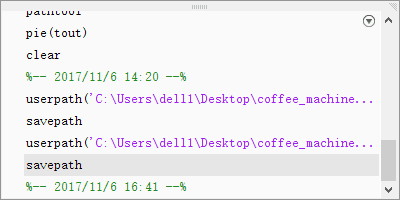 pathtool
pie(tout)
clear
%-- 2017/11/6 14:20 --%
userpath('C:\Users\dell1\Desktop\coffee_machine...
savepath
userpath('C:\Users\dell1\Desktop\coffee_machine...
savepath
%-- 2017/11/6 16:41 --%